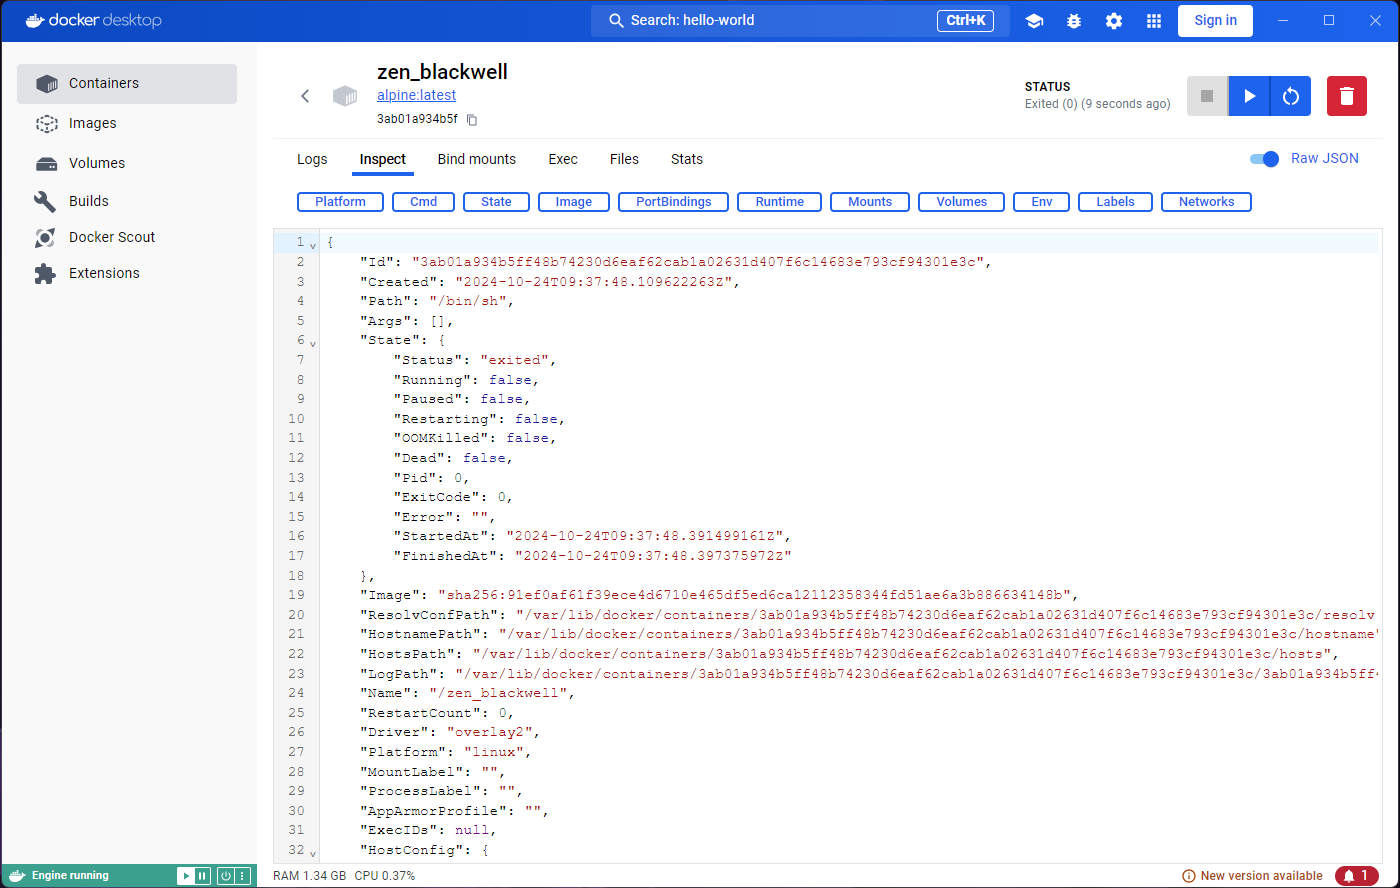 docker desktop
Search: hello-world
Ctrl+K
Sign in
Containers
Images
Volumes
Builds
Docker Scout
Extensions
zen_blackwell
alpine:latest
3ab01a934b5f
STATUS
Exited (0) (9 seconds ago)
Logs
Inspect
Bind mounts
Exec
Files
Stats
Raw JSON
Platform
Cmd
State
Image
PortBindings
Runtime
Mounts
Volumes
Env
Labels
Networks
1 {
2 "Id": "3ab01a934b5ff48b74230d6eaf62cab1a02631d407f6c14683e793cf94301e3c",
3 "Created": "2024-10-24T09:37:48.109622263Z",
4 "Path": "/bin/sh",
5 "Args": [],
6 "State": {
7 "Status": "exited",
8 "Running": false,
9 "Paused": false,
10 "Restarting": false,
11 "OOMKilled": false,
12 "Dead": false,
13 "Pid": 0,
14 "ExitCode": 0,
15 "Error": "",
16 "StartedAt": "2024-10-24T09:37:48.391499161Z",
17 "FinishedAt": "2024-10-24T09:37:48.397375972Z"
18 },
19 "Image": "sha256:91ef0af61f39ece4d6710e465df5ed6ca12112358344fd51ae6a3b886634148b",
20 "ResolvConfPath": "/var/lib/docker/containers/3ab01a934b5ff48b74230d6eaf62cab1a02631d407f6c14683e793cf94301e3c/resolv
21 "HostnamePath": "/var/lib/docker/containers/3ab01a934b5ff48b74230d6eaf62cab1a02631d407f6c14683e793cf94301e3c/hostname"
22 "HostsPath": "/var/lib/docker/containers/3ab01a934b5ff48b74230d6eaf62cab1a02631d407f6c14683e793cf94301e3c/hosts",
23 "LogPath": "/var/lib/docker/containers/3ab01a934b5ff48b74230d6eaf62cab1a02631d407f6c14683e793cf94301e3c/3ab01a934b5ff4
24 "Name": "/zen_blackwell",
25 "RestartCount": 0,
26 "Driver": "overlay2",
27 "Platform": "linux",
28 "MountLabel": "",
29 "ProcessLabel": "",
30 "AppArmorProfile": "",
31 "ExecIDs": null,
32 "HostConfig": {
Engine running
RAM 1.34 GB CPU 0.37%
New version available
1